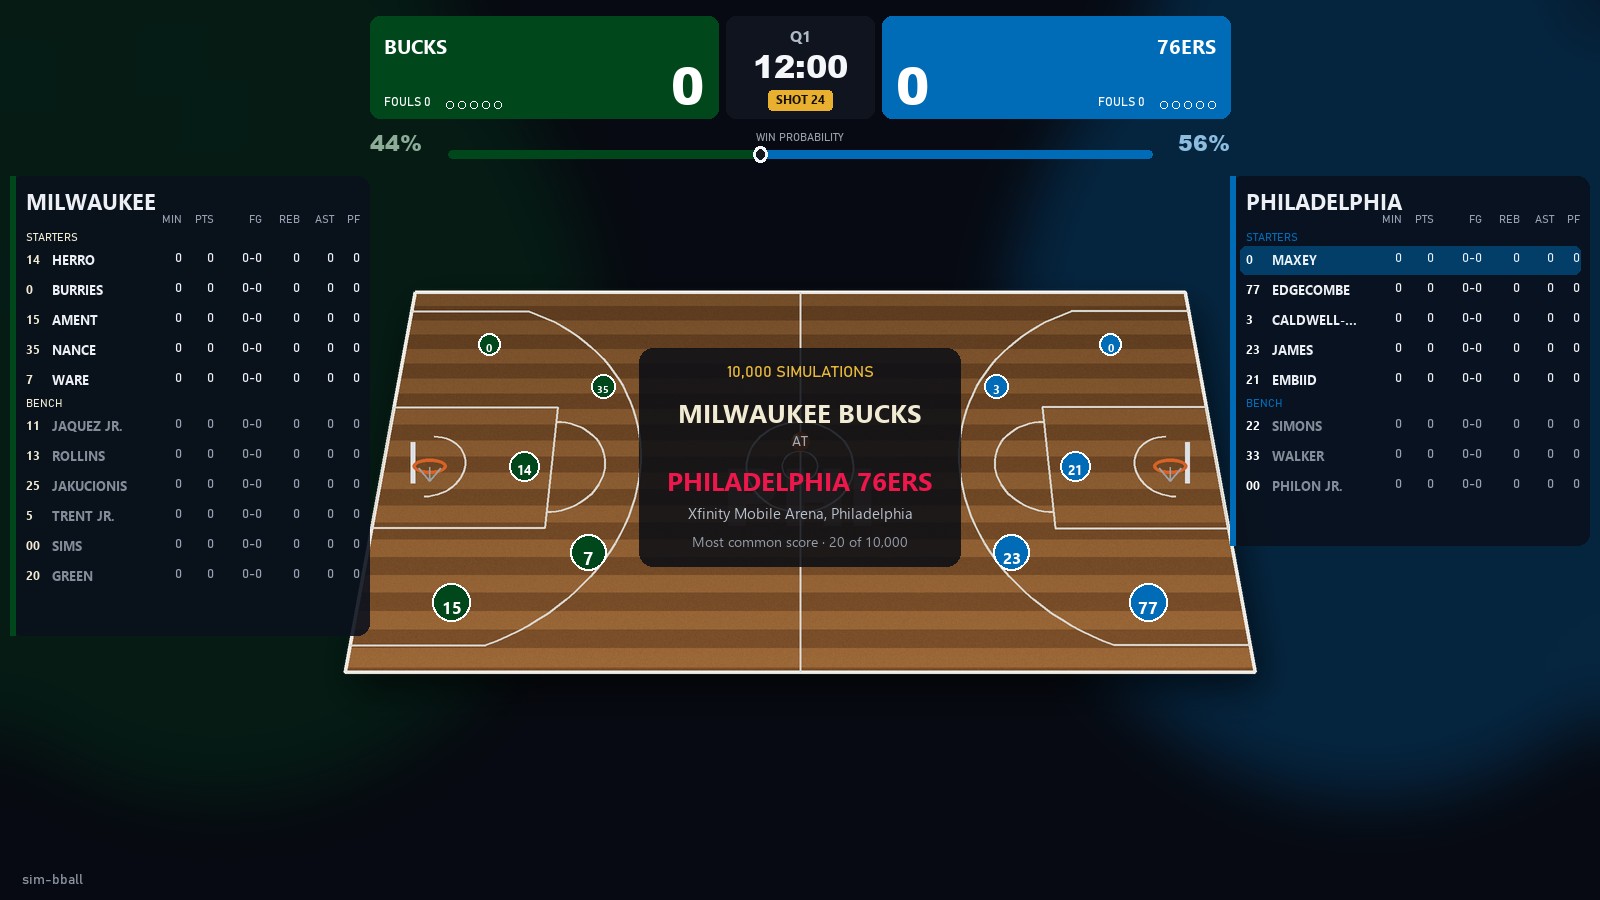 BUCKS
0
FOULS 0
Q1
12:00
SHOT 24
76ERS
0
FOULS 0
44%
WIN PROBABILITY
56%
MILWAUKEE
MIN PTS FG REB AST PF
STARTERS
14 HERRO 0 0 0-0 0 0 0
0 BURRIES 0 0 0-0 0 0 0
15 AMENT 0 0 0-0 0 0 0
35 NANCE 0 0 0-0 0 0 0
7 WARE 0 0 0-0 0 0 0
BENCH
11 JAQUEZ JR. 0 0 0-0 0 0 0
13 ROLLINS 0 0 0-0 0 0 0
25 JAKUCIONIS 0 0 0-0 0 0 0
5 TRENT JR. 0 0 0-0 0 0 0
00 SIMS 0 0 0-0 0 0 0
20 GREEN 0 0 0-0 0 0 0
0
35
14
7
15
10,000 SIMULATIONS
MILWAUKEE BUCKS
AT
PHILADELPHIA 76ERS
Xfinity Mobile Arena, Philadelphia
Most common score · 20 of 10,000
0
3
21
23
77
PHILADELPHIA
MIN PTS FG REB AST PF
STARTERS
0 MAXEY 0 0 0-0 0 0 0
77 EDGECOMBE 0 0 0-0 0 0 0
3 CALDWELL-... 0 0 0-0 0 0 0
23 JAMES 0 0 0-0 0 0 0
21 EMBIID 0 0 0-0 0 0 0
BENCH
22 SIMONS 0 0 0-0 0 0 0
33 WALKER 0 0 0-0 0 0 0
00 PHILON JR. 0 0 0-0 0 0 0
sim-bball